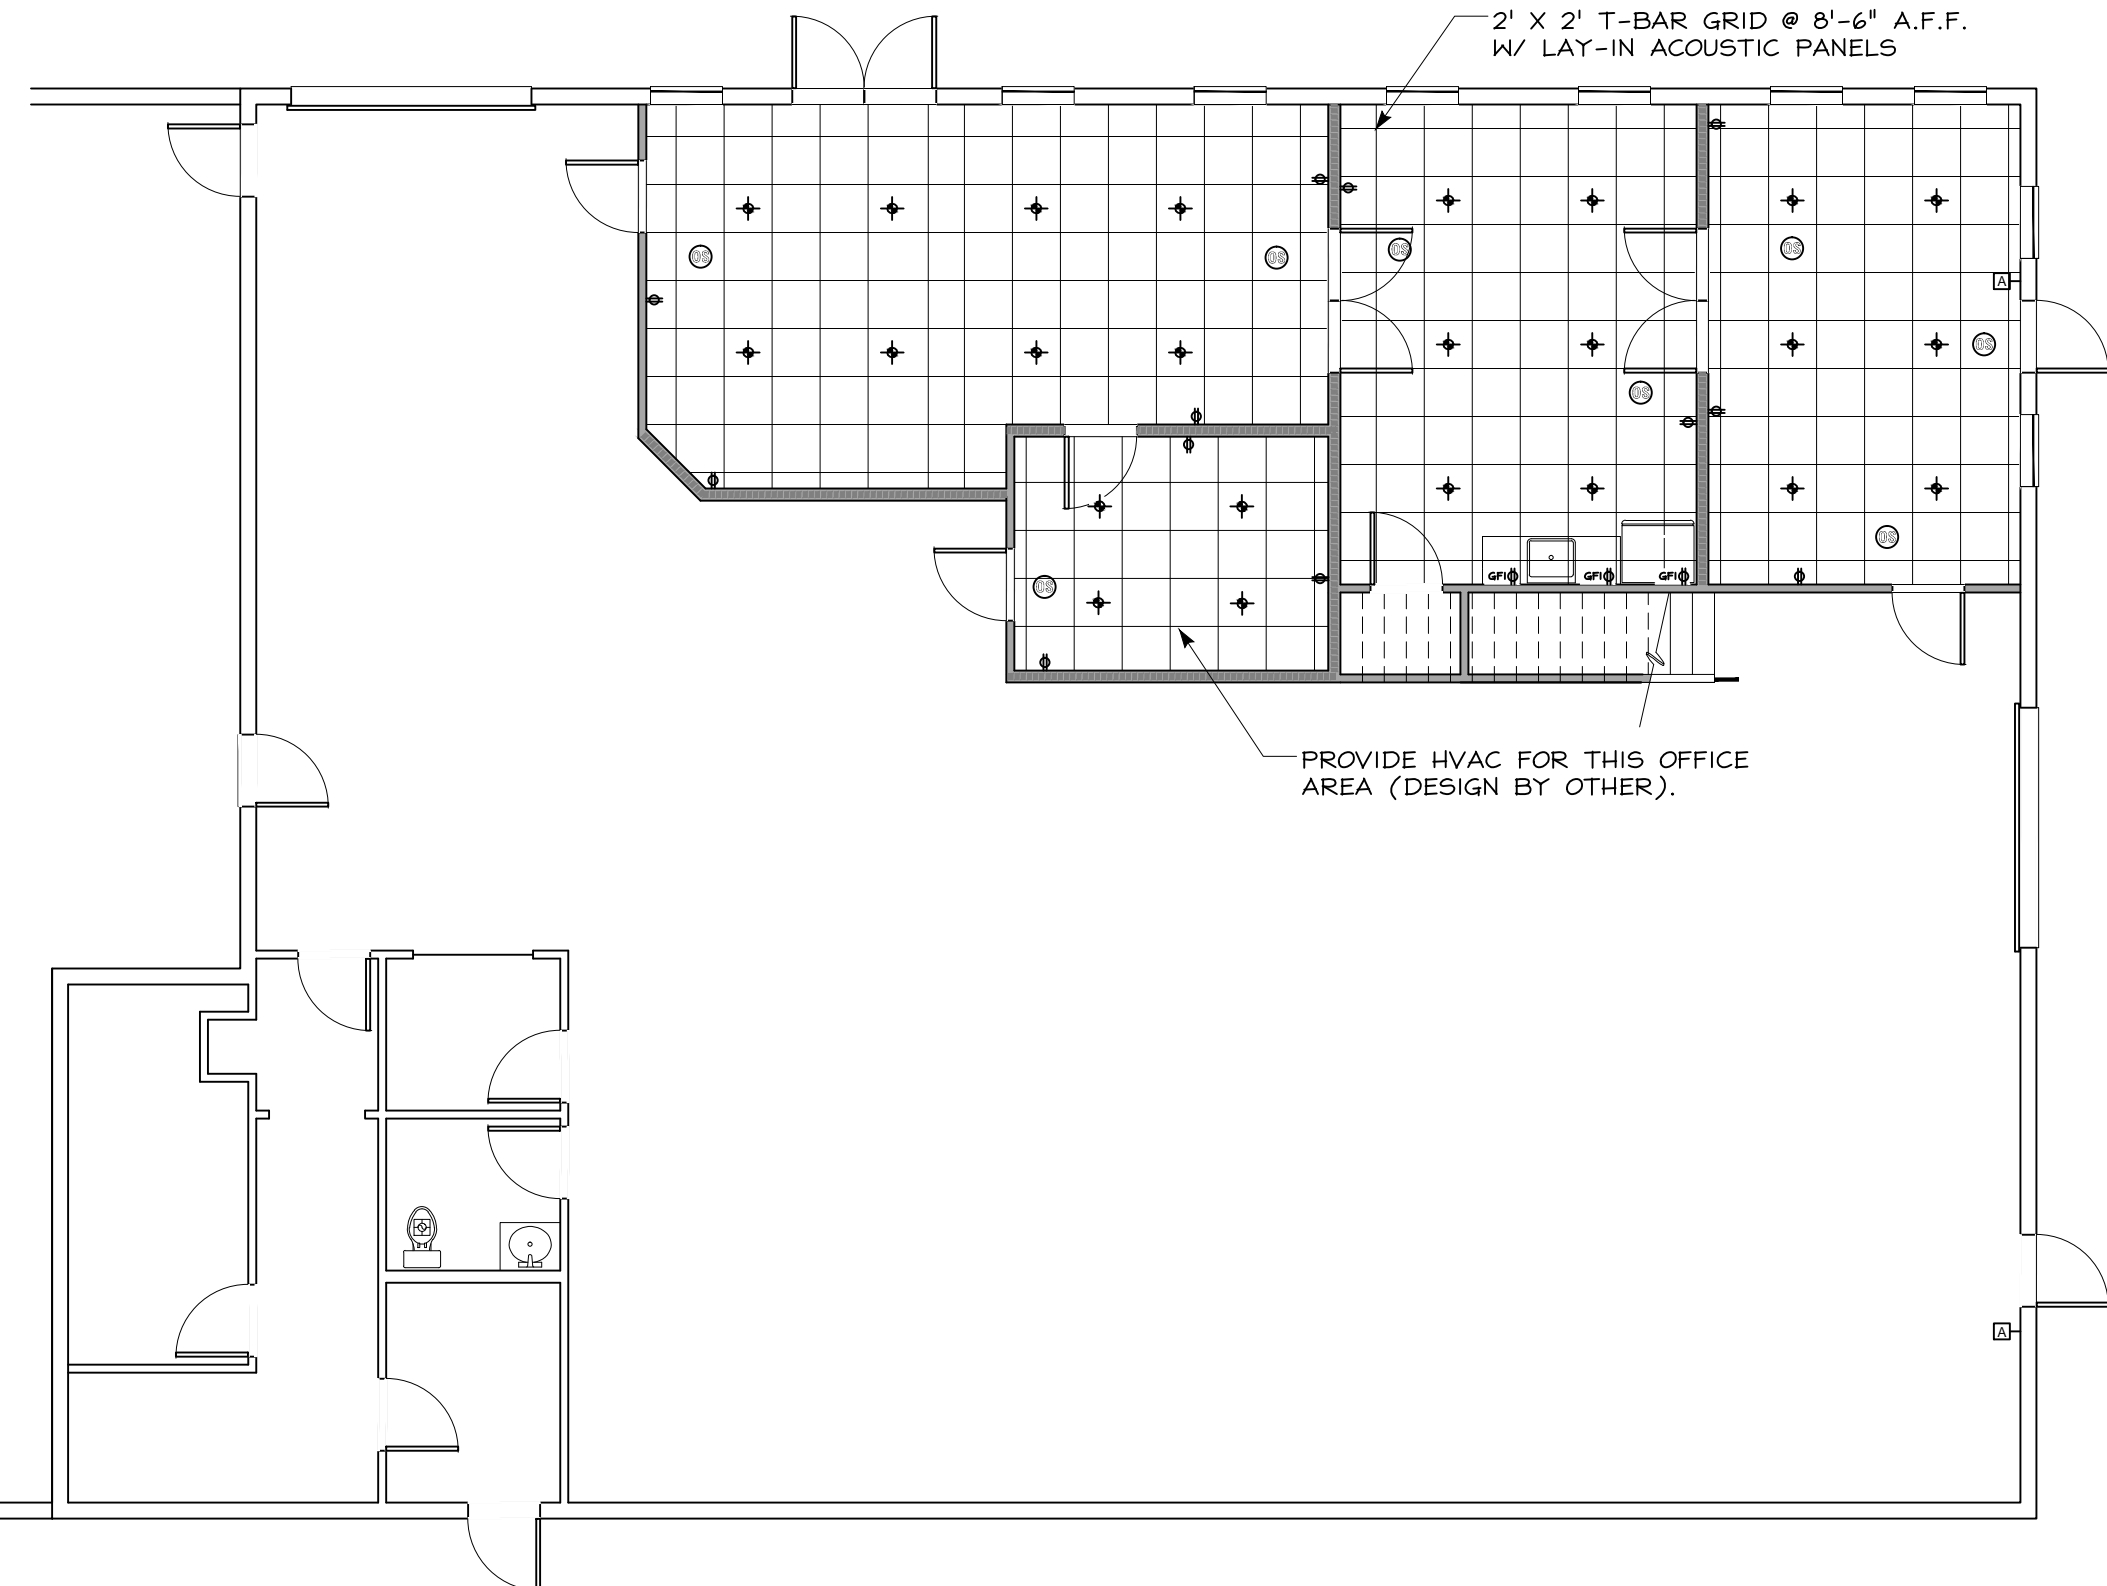 2' X 2' T-BAR GRID @ 8'-6" A.F.F.
W/ LAY-IN ACOUSTIC PANELS
OS
OS
OS
OS
A
OS
OS
OS
GFI
GFI
GFI
OS
PROVIDE HVAC FOR THIS OFFICE
AREA (DESIGN BY OTHER).
A